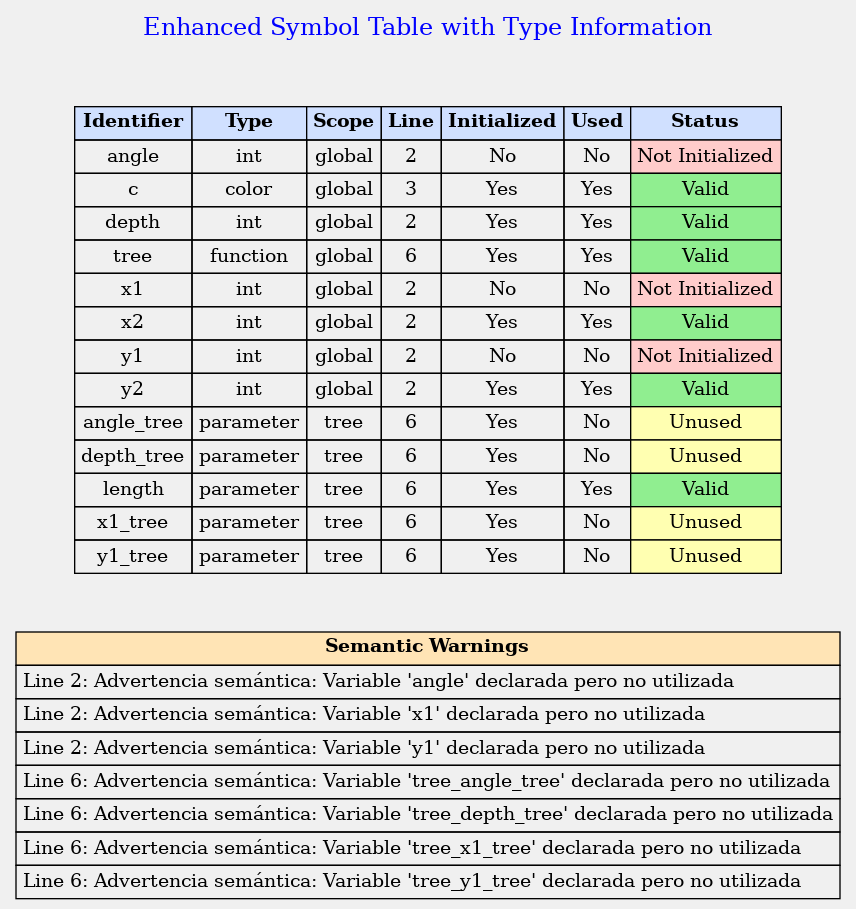 Enhanced Symbol Table with Type Information
Identifier Type Scope Line Initialized Used Status
angle int global 2 No No Not Initialized
c color global 3 Yes Yes Valid
depth int global 2 Yes Yes Valid
tree function global 6 Yes Yes Valid
x1 int global 2 No No Not Initialized
x2 int global 2 Yes Yes Valid
y1 int global 2 No No Not Initialized
y2 int global 2 Yes Yes Valid
angle_tree parameter tree 6 Yes No Unused
depth_tree parameter tree 6 Yes No Unused
length parameter tree 6 Yes Yes Valid
x1_tree parameter tree 6 Yes No Unused
y1_tree parameter tree 6 Yes No Unused
Semantic Warnings
Line 2: Advertencia semántica: Variable 'angle' declarada pero no utilizada
Line 2: Advertencia semántica: Variable 'x1' declarada pero no utilizada
Line 2: Advertencia semántica: Variable 'y1' declarada pero no utilizada
Line 6: Advertencia semántica: Variable 'tree_angle_tree' declarada pero no utilizada
Line 6: Advertencia semántica: Variable 'tree_depth_tree' declarada pero no utilizada
Line 6: Advertencia semántica: Variable 'tree_x1_tree' declarada pero no utilizada
Line 6: Advertencia semántica: Variable 'tree_y1_tree' declarada pero no utilizada